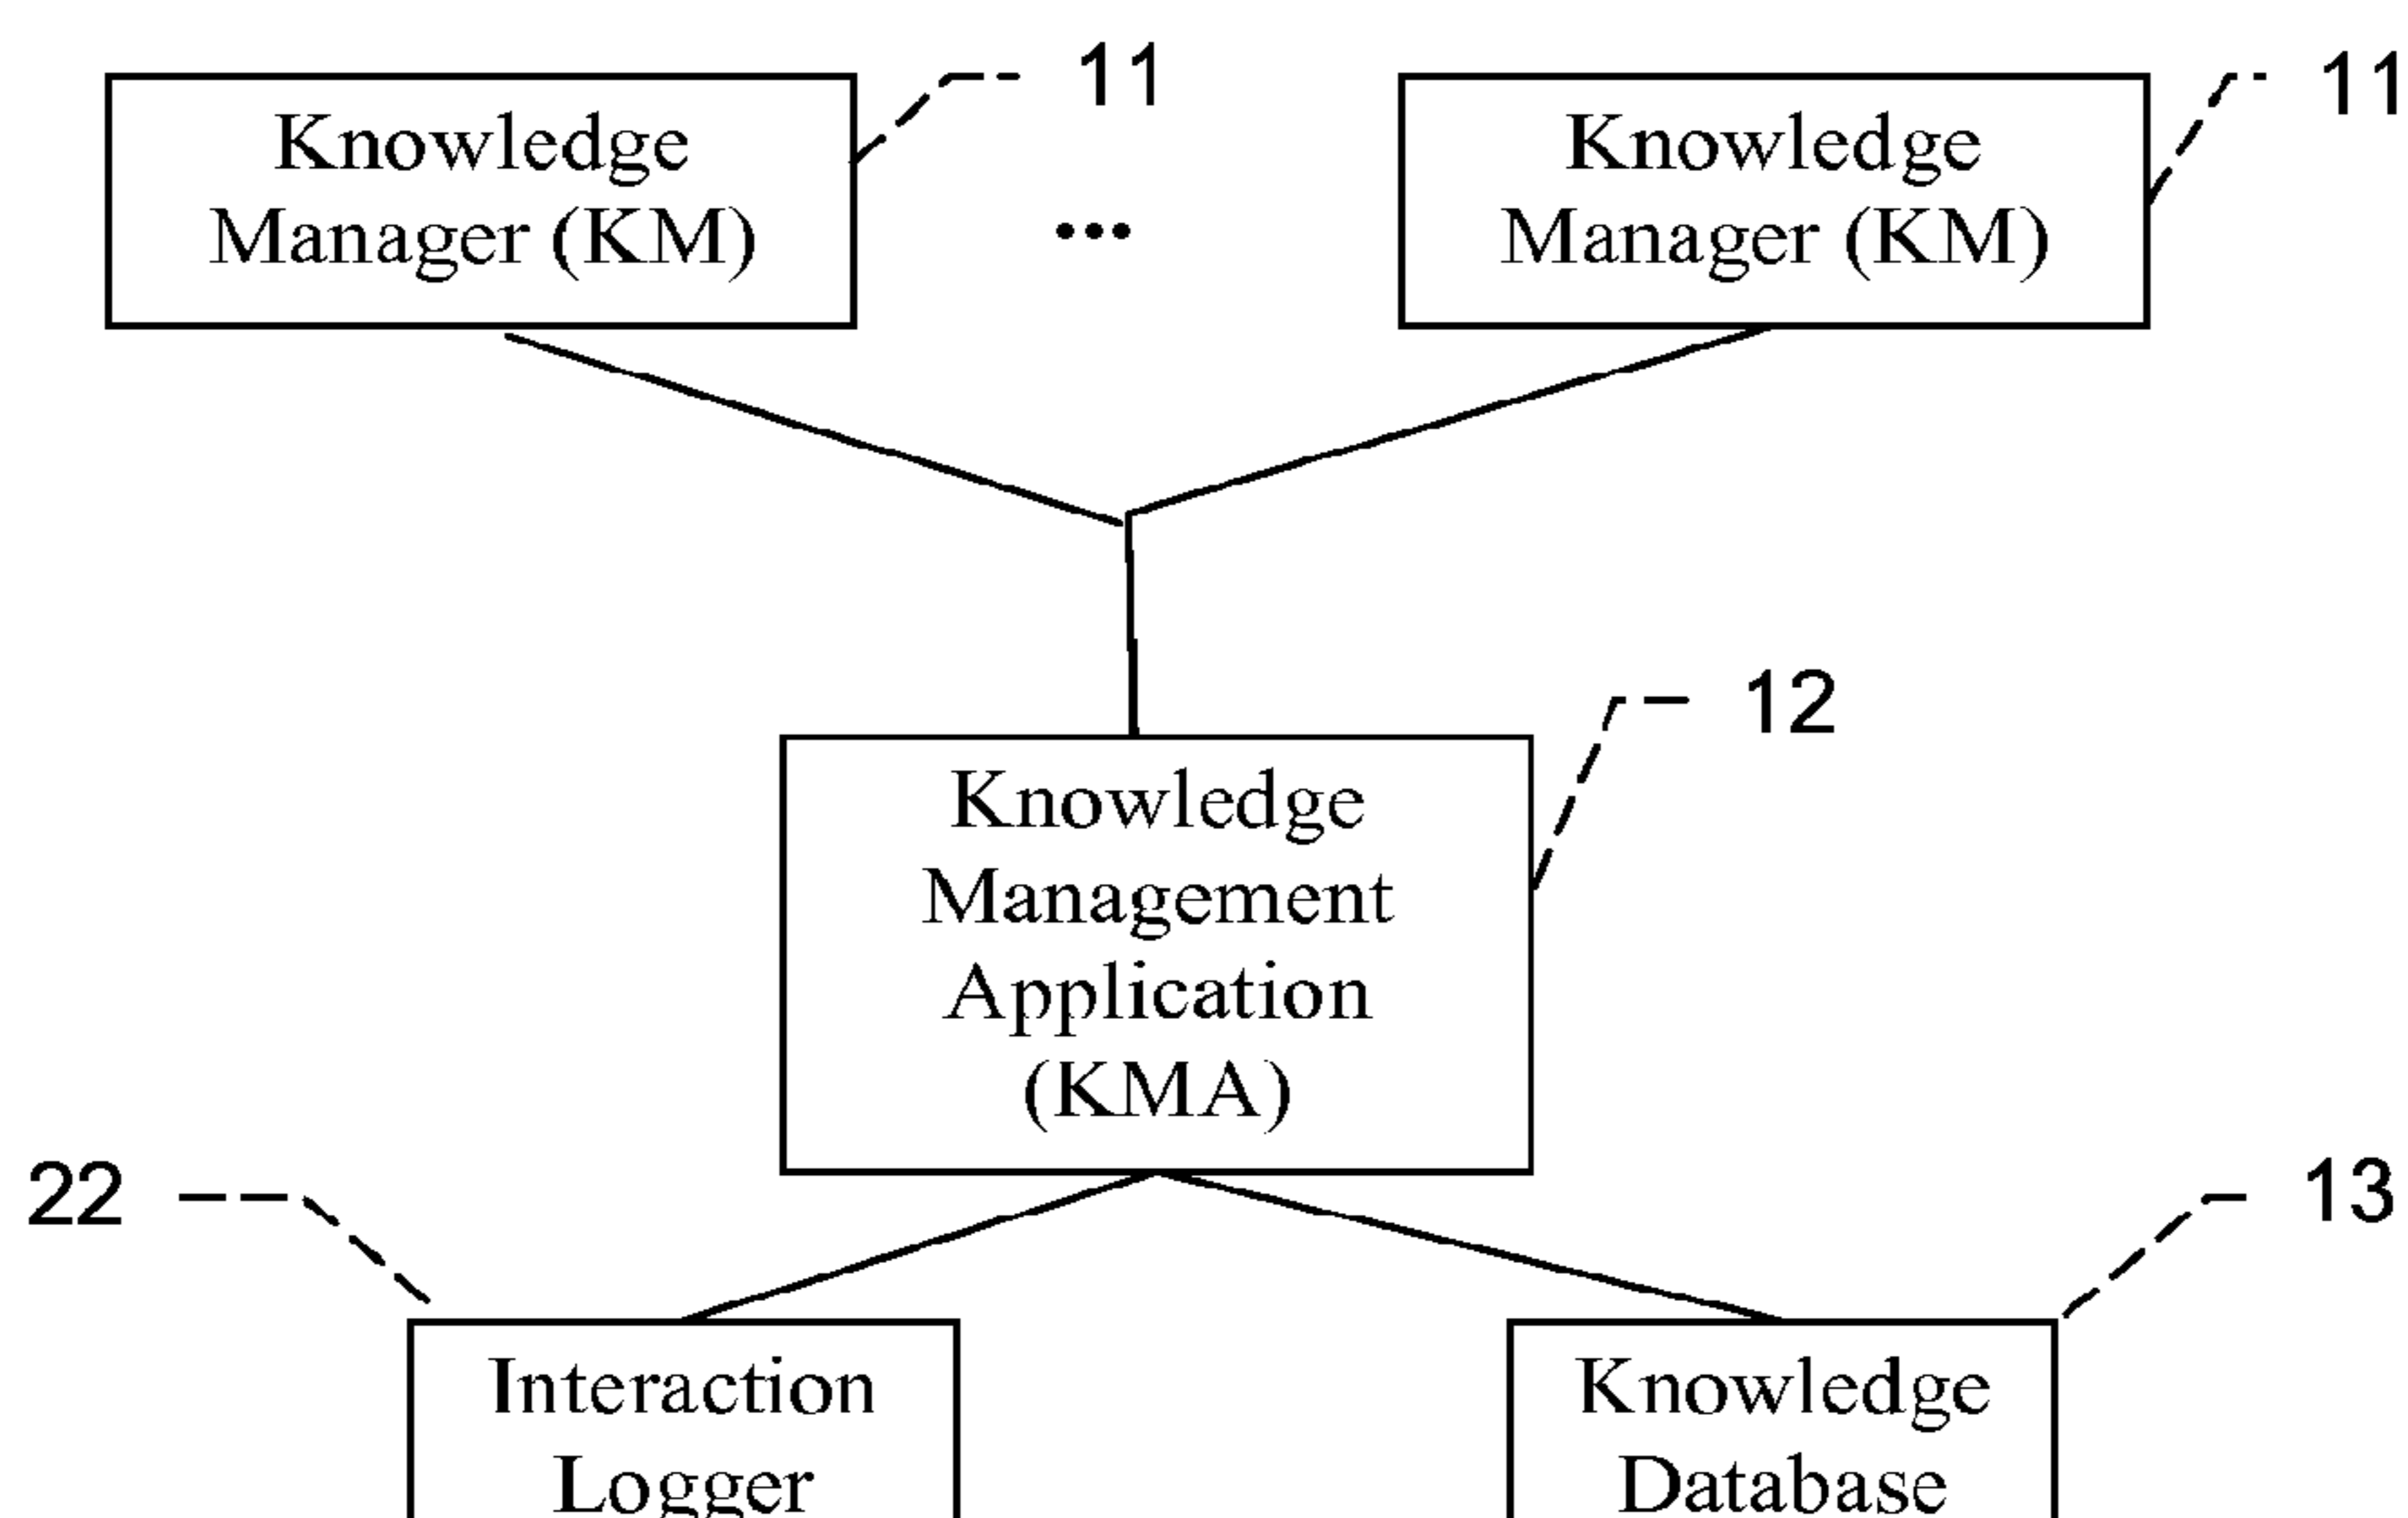 11
11
Knowledge
Manager (KM)
...
Knowledge
Manager (KM)
12
Knowledge
Management
Application
(KMA)
22
13
Interaction
Logger
Knowledge
Database